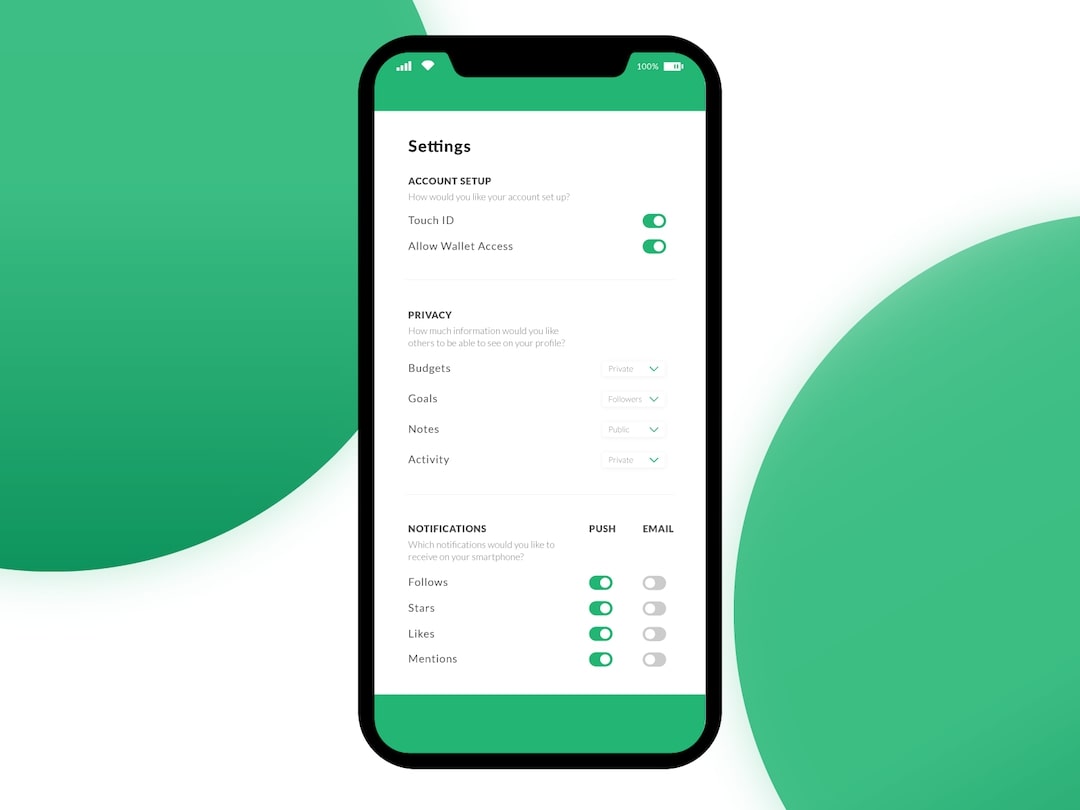 100%
Settings
ACCOUNT SETUP
How would you like your account set up?
Touch ID
Allow Wallet Access
PRIVACY
How much information would you like
others to be able to see on your profile?
Budgets Private
Goals Followers
Notes Public
Activity Private
NOTIFICATIONS PUSH EMAIL
Which notifications would you like to
receive on your smartphone?
Follows
Stars
Likes
Mentions